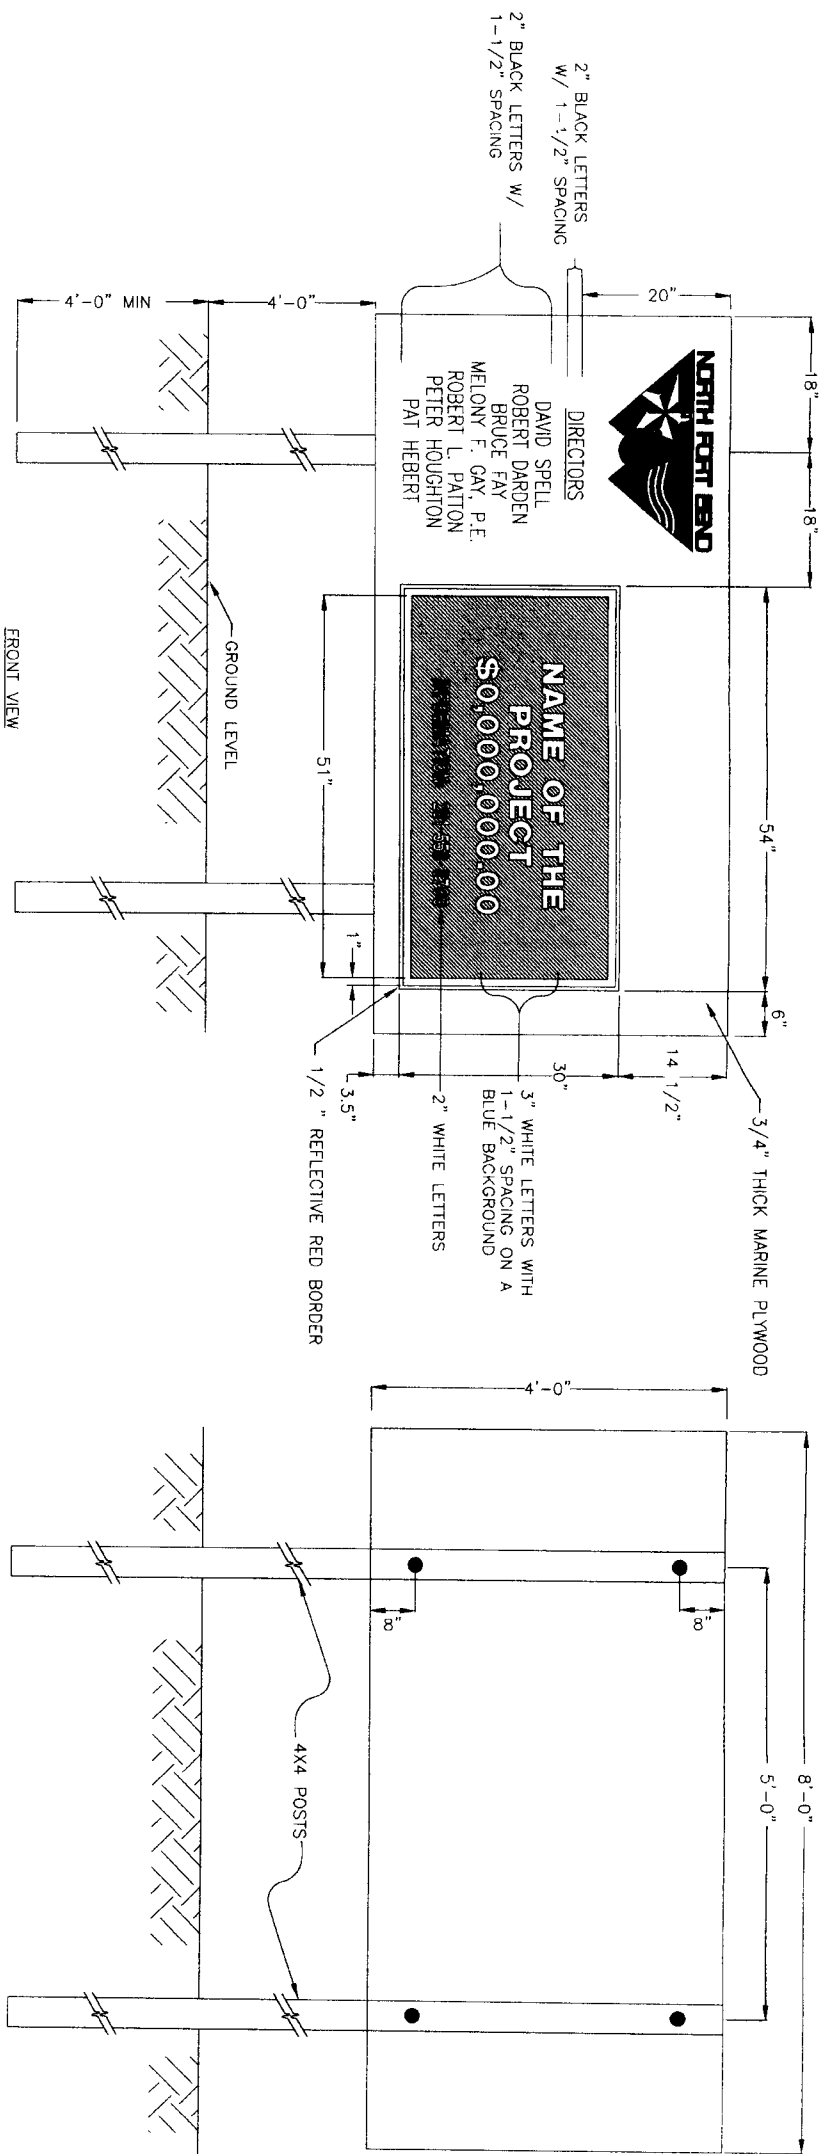 18"
18"
54"
6"
3/4" THICK MARINE PLYWOOD
20"
14 1/2"
30"
3.5"
NORTH FORT BEND
2" BLACK LETTERS
W/ 1-1/2" SPACING
DIRECTORS
2" BLACK LETTERS W/
1-1/2" SPACING
DAVID SPELL
ROBERT DARDEN
BRUCE FAY
MELONY F. GAY, P.E.
ROBERT L. PATTON
PETER HOUGHTON
PAT HEBERT
NAME OF THE
PROJECT
$0,000,000.00
3" WHITE LETTERS WITH
1-1/2" SPACING ON A
BLUE BACKGROUND
2" WHITE LETTERS
1/2 " REFLECTIVE RED BORDER
51"
1"
4'-0"
GROUND LEVEL
4'-0" MIN
FRONT VIEW
8'-0"
5'-0"
4'-0"
8"
8"
4X4 POSTS